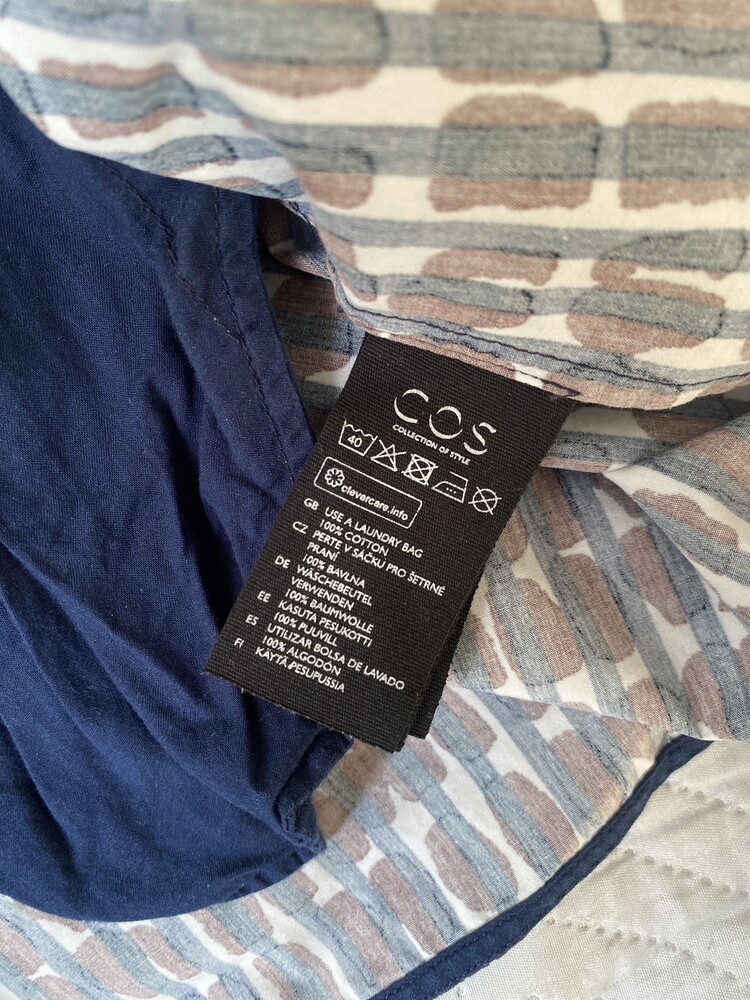 COS
COLLECTION OF STYLE
40
clevercare.info
GB USE A LAUNDRY BAG
100% COTTON
CZ PERTE V SÁČKU PRO ŠETRNÉ
PRANÍ
100% BAVLNA
DE WÄSCHEBEUTEL
VERWENDEN
100% BAUMWOLLE
EE KASUTA PESUKOTTI
100% PUUVILL
ES UTILIZAR BOLSA DE LAVADO
100% ALGODÓN
FI KÄYTÄ PESUPUSSIA